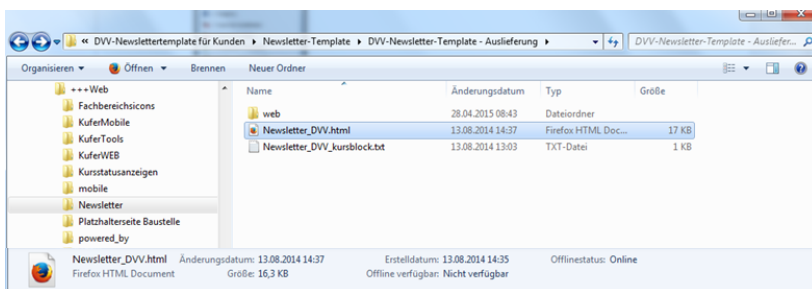 « DVV-Newslettertemplate für Kunden ▸ Newsletter-Template ▸ DVV-Newsletter-Template - Auslieferung ▸ DVV-Newsletter-Template - Ausliefer...
Organisieren Öffnen Brennen Neuer Ordner
+++Web
Fachbereichsicons
KuferMobile
KuferTools
KuferWEB
Kursstatusanzeigen
mobile
Newsletter
Platzhalterseite Baustelle
powered_by
Name Änderungsdatum Typ Größe
web 28.04.2015 08:43 Dateiordner
Newsletter_DVV.html 13.08.2014 14:37 Firefox HTML Doc... 17 KB
Newsletter_DVV_kursblock.txt 13.08.2014 13:03 TXT-Datei 1 KB
Newsletter_DVV.html Änderungsdatum: 13.08.2014 14:37 Erstelldatum: 13.08.2014 14:35 Offlinestatus: Online
Firefox HTML Document Größe: 16,3 KB Offline verfügbar: Nicht verfügbar